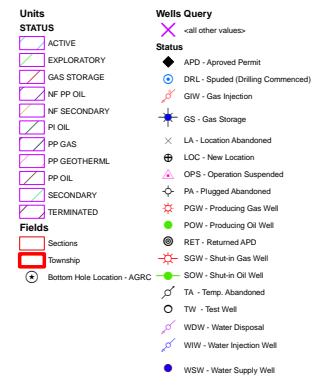 Units
STATUS
ACTIVE
EXPLORATORY
GAS STORAGE
NF PP OIL
NF SECONDARY
PI OIL
PP GAS
PP GEOTHERML
PP OIL
SECONDARY
TERMINATED
Fields
Sections
Township
Bottom Hole Location - AGRC
Wells Query
<all other values>
Status
APD - Aproved Permit
DRL - Spuded (Drilling Commenced)
GIW - Gas Injection
GS - Gas Storage
LA - Location Abandoned
LOC - New Location
OPS - Operation Suspended
PA - Plugged Abandoned
PGW - Producing Gas Well
POW - Producing Oil Well
RET - Returned APD
SGW - Shut-in Gas Well
SOW - Shut-in Oil Well
TA - Temp. Abandoned
TW - Test Well
WDW - Water Disposal
WIW - Water Injection Well
WSW - Water Supply Well